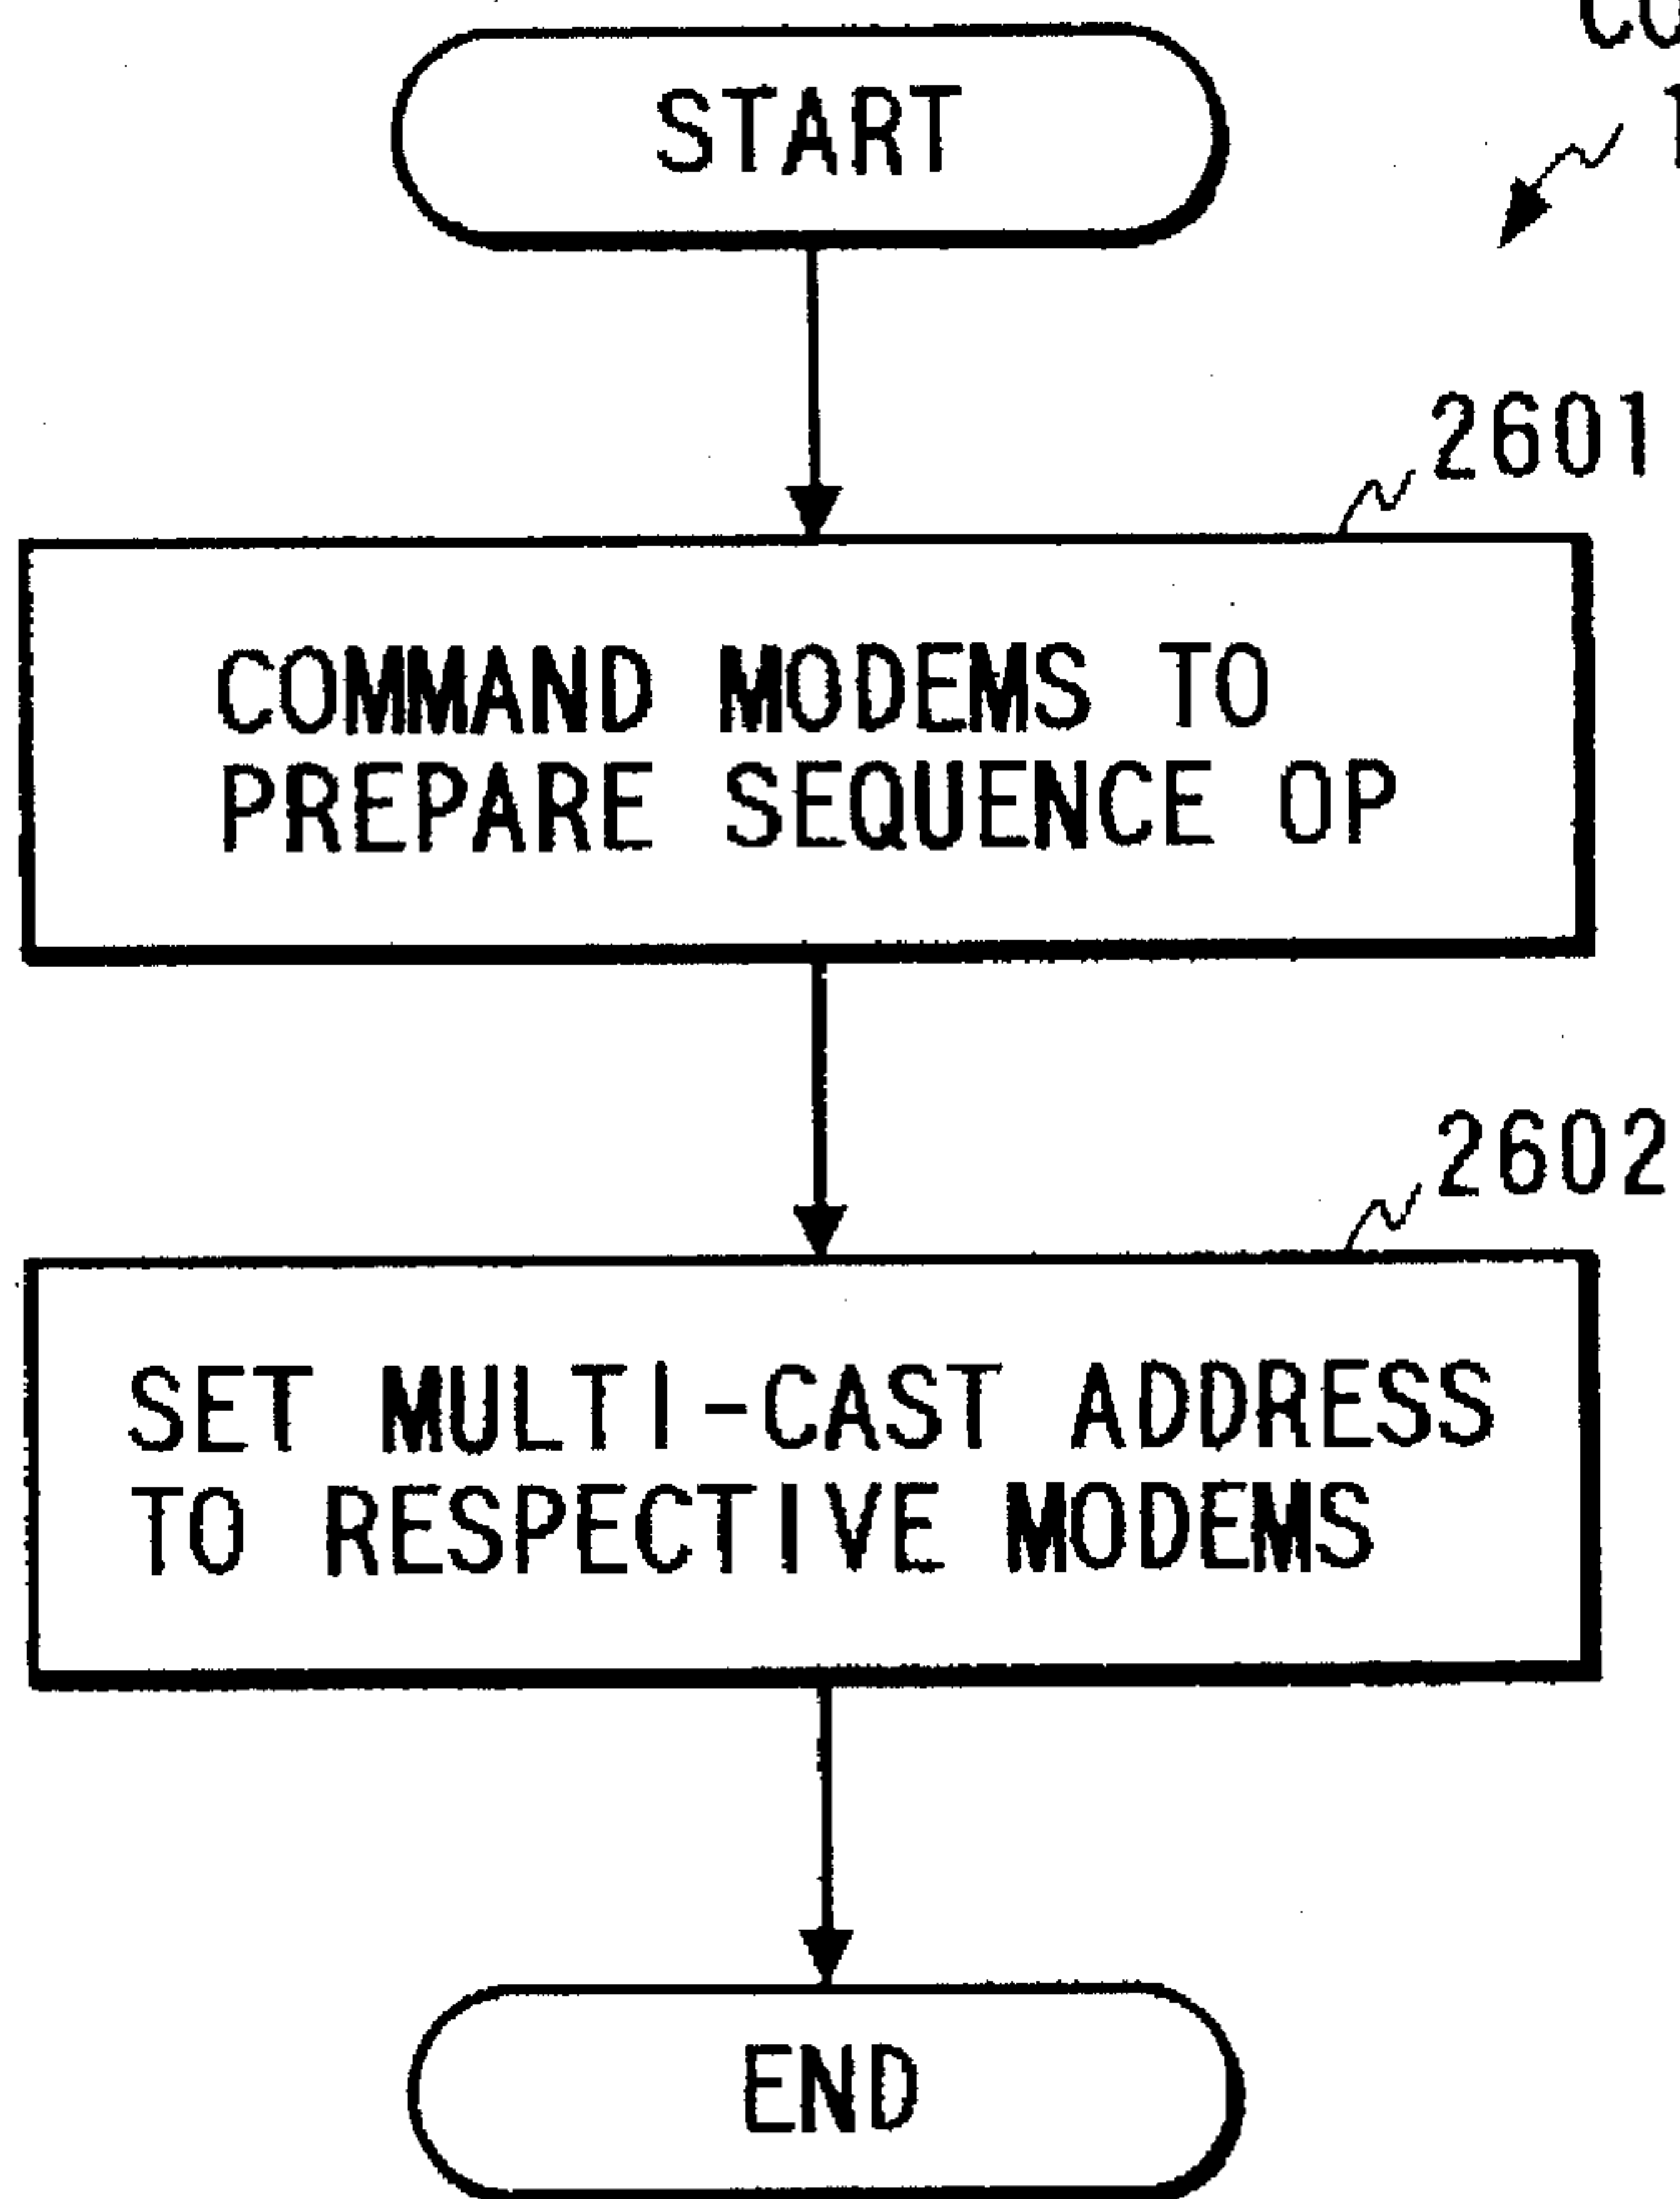 START
2601
COMMAND MODEMS TO
PREPARE SEQUENCE OP
2602
SET MULTI-CAST ADDRESS
TO RESPECTIVE MODEMS
END